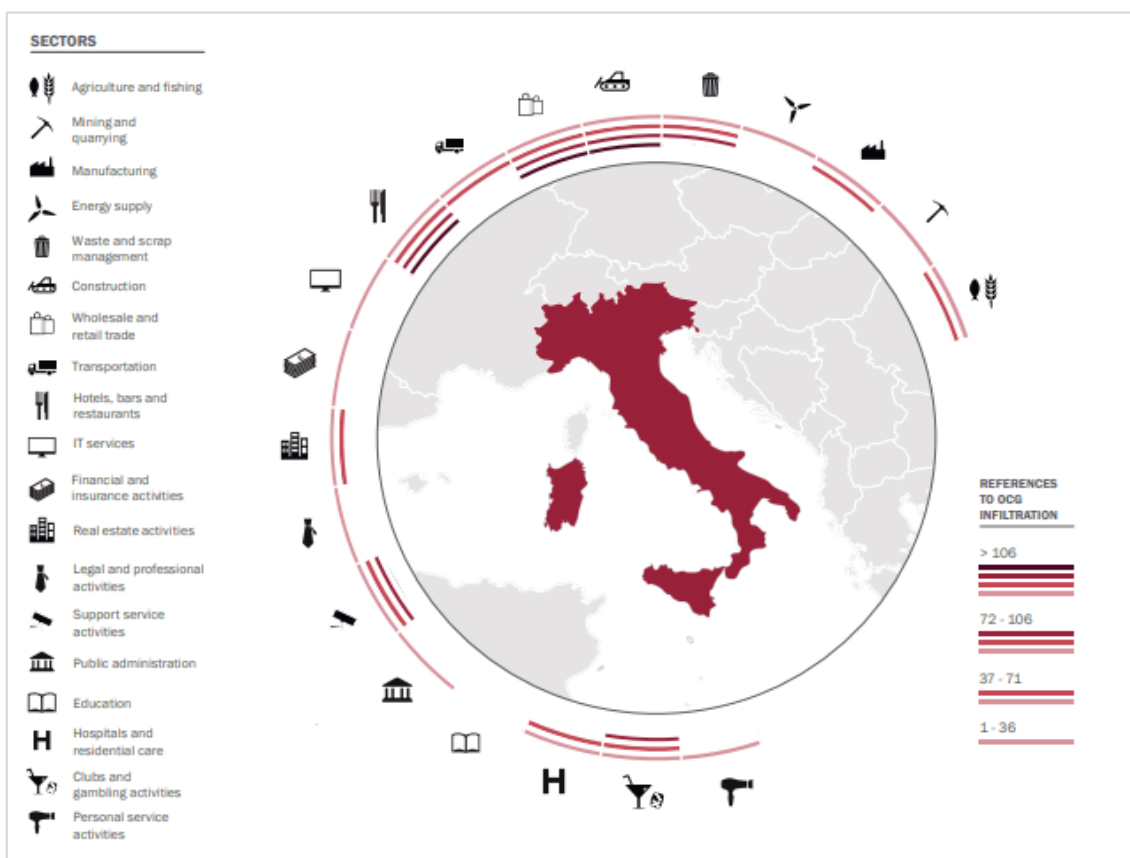 SECTORS
Agriculture and fishing
Mining and
quarrying
Manufacturing
Energy supply
Waste and scrap
management
Construction
Wholesale and
retail trade
Transportation
Hotels, bars and
restaurants
IT services
Financial and
insurance activities
Real estate activities
Legal and professional
activities
Support service
activities
Public administration
Education
H
Hospitals and
residential care
Clubs and
gambling activities
Personal service
activities
H
REFERENCES
TO OCG
INFILTRATION
> 106
72 - 106
37 - 71
1 - 36